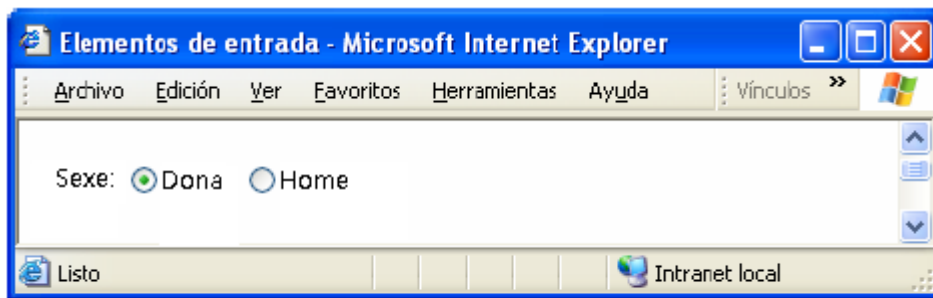 Elementos de entrada - Microsoft Internet Explorer
Archivo Edición Ver Favoritos Herramientas Ayuda Vínculos »
Sexe: Dona Home
Listo Intranet local